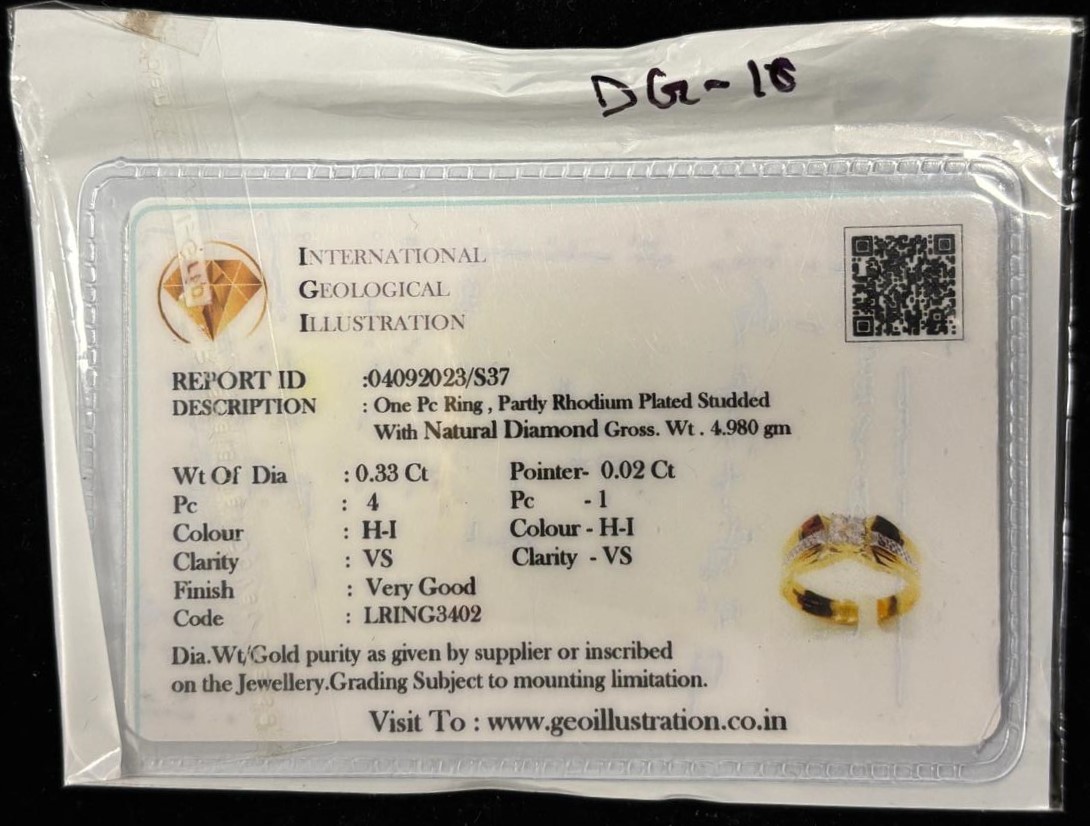 DGr-18
INTERNATIONAL
GEOLOGICAL
ILLUSTRATION
REPORT ID :04092023/S37
DESCRIPTION : One Pc Ring , Partly Rhodium Plated Studded
With Natural Diamond Gross. Wt . 4.980 gm
Wt Of Dia : 0.33 Ct Pointer- 0.02 Ct
Pc : 4 Pc - 1
Colour : H-I Colour - H-I
Clarity : VS Clarity - VS
Finish : Very Good
Code : LRING3402
Dia.Wt/Gold purity as given by supplier or inscribed
on the Jewellery.Grading Subject to mounting limitation.
Visit To : www.geoillustration.co.in